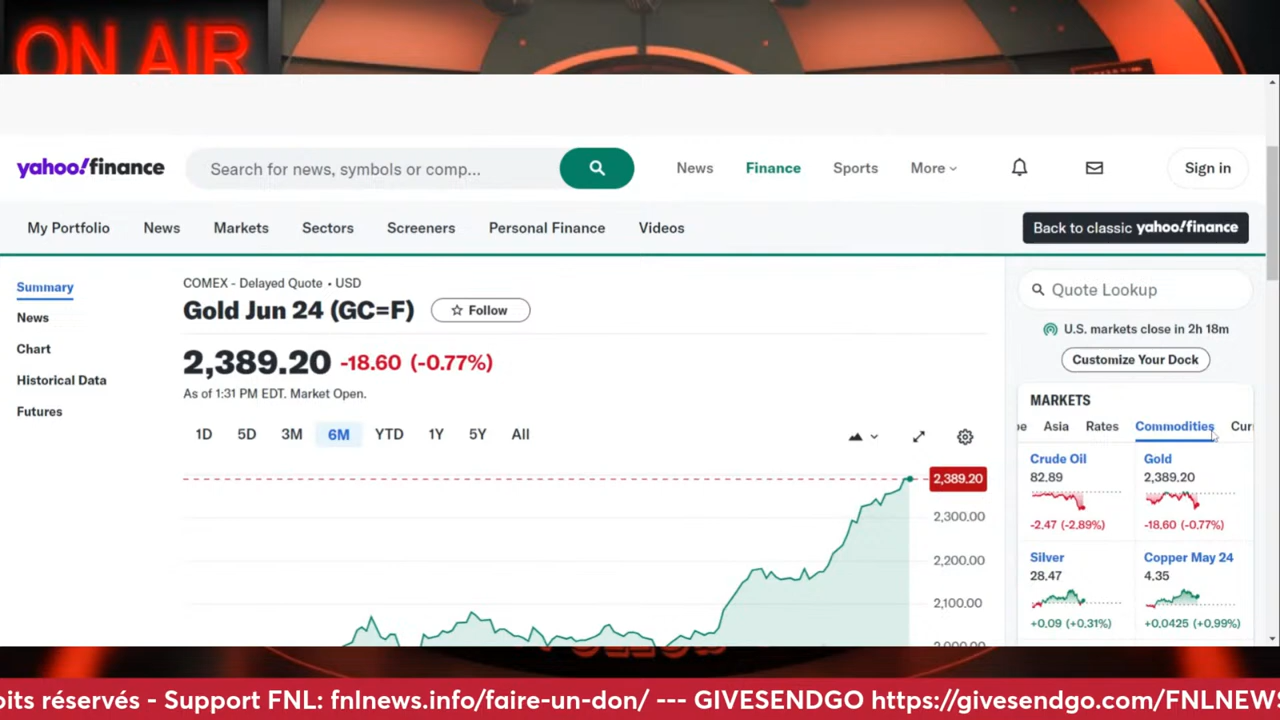 ON AIR
yahoo!finance
Search for news, symbols or comp...
News
Finance
Sports
More
Sign in
My Portfolio
News
Markets
Sectors
Screeners
Personal Finance
Videos
Back to classic yahoo!finance
Summary
News
Chart
Historical Data
Futures
COMEX - Delayed Quote • USD
Gold Jun 24 (GC=F)
Follow
2,389.20 -18.60 (-0.77%)
As of 1:31 PM EDT. Market Open.
1D 5D 3M 6M YTD 1Y 5Y All
2,389.20
2,300.00
2,200.00
2,100.00
2,000.00
Quote Lookup
U.S. markets close in 2h 18m
Customize Your Dock
MARKETS
Asia Rates Commodities Curr
Crude Oil
82.89
-2.47 (-2,89%)
Gold
2,389.20
-18.60 (-0.77%)
Silver
28.47
+0.09 (+0,31%)
Copper May 24
4.35
+0.0425 (+0,99%)
oits réservés - Support FNL: fnlnews.info/faire-un-don/ --- GIVESENDGO https://givesendgo.com/FNLNEWS